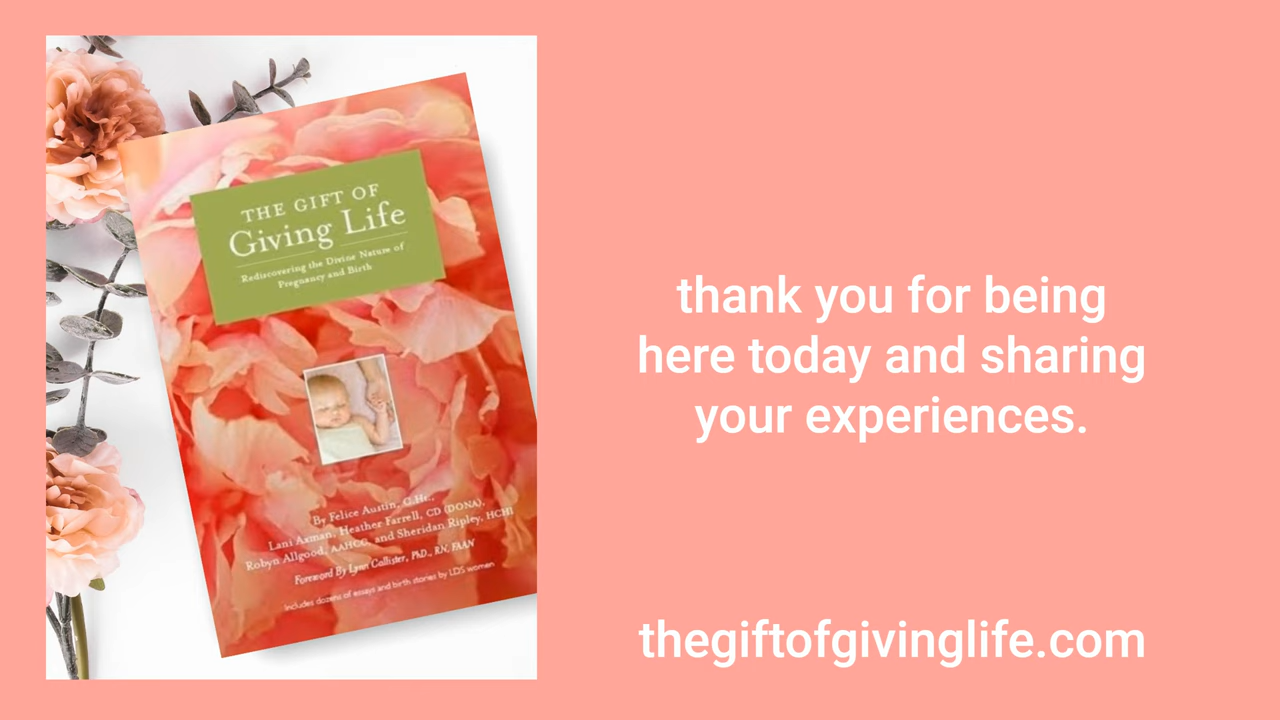 THE GIFT OF
Giving Life
Rediscovering the Divine Nature of
Pregnancy and Birth
By Felice Austin, C.Ht.,
Lani Axman, Heather Farrell, CD (DONA),
Robyn Allgood, AAHCC, and Sheridan Ripley, HCHI
Foreword By Lynn Callister, PhD., RN, FAAN
Includes dozens of essays and birth stories by LDS women
thank you for being
here today and sharing
your experiences.
thegiftofgivinglife.com